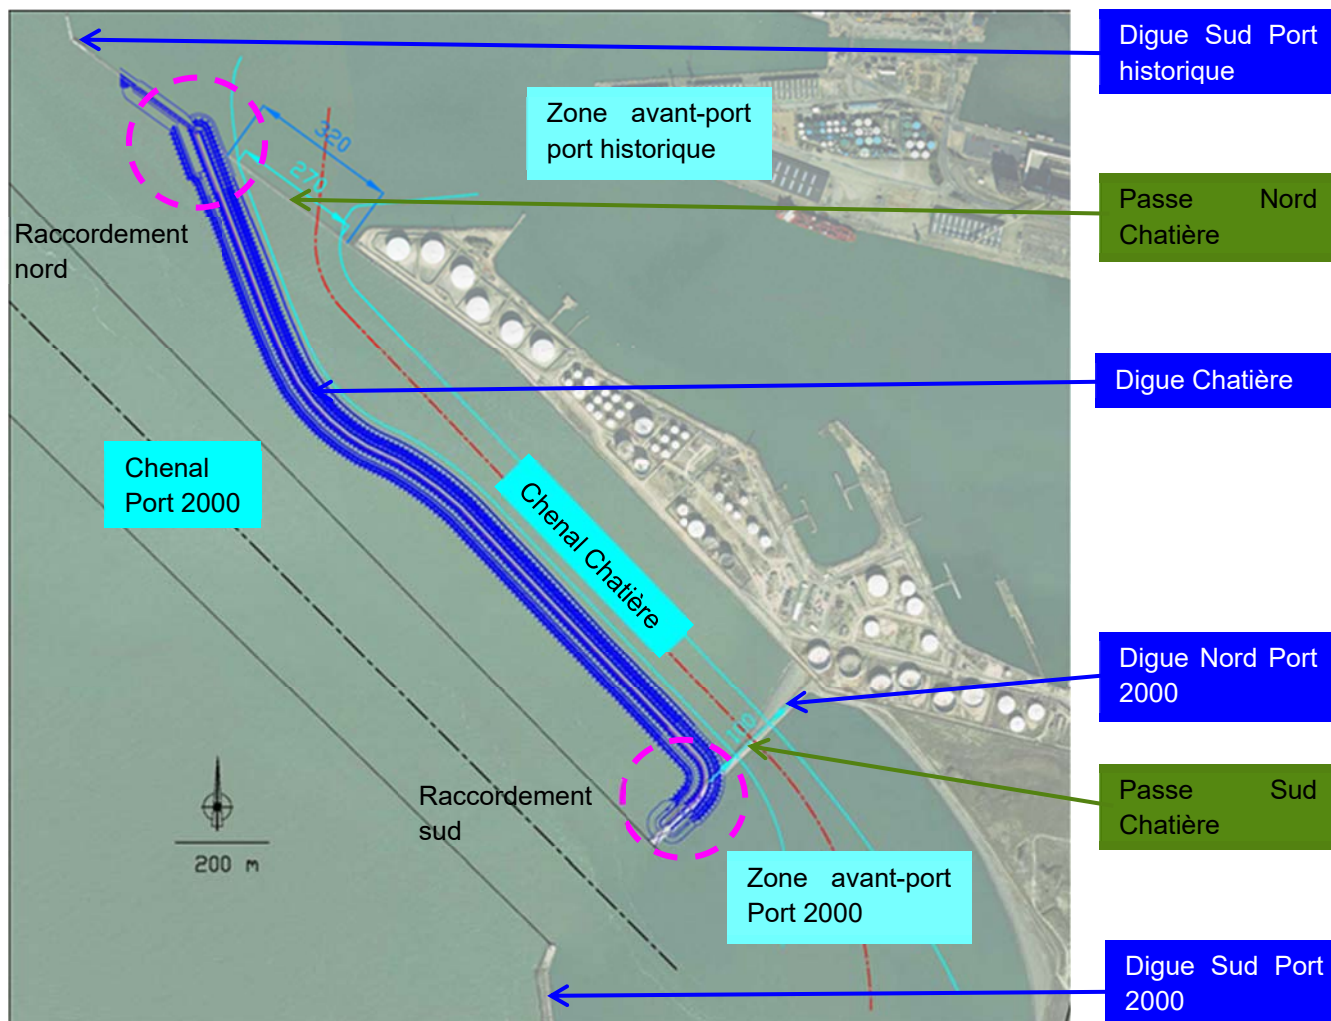 Digue Sud Port
historique
Zone avant-port
port historique
320
270
Passe Nord
Chatière
Raccordement
nord
Digue Chatière
Chenal
Port 2000
Chenal Chatière
Digue Nord Port
2000
100
Passe Sud
Chatière
Raccordement
sud
200 m
Zone avant-port
Port 2000
Digue Sud Port
2000